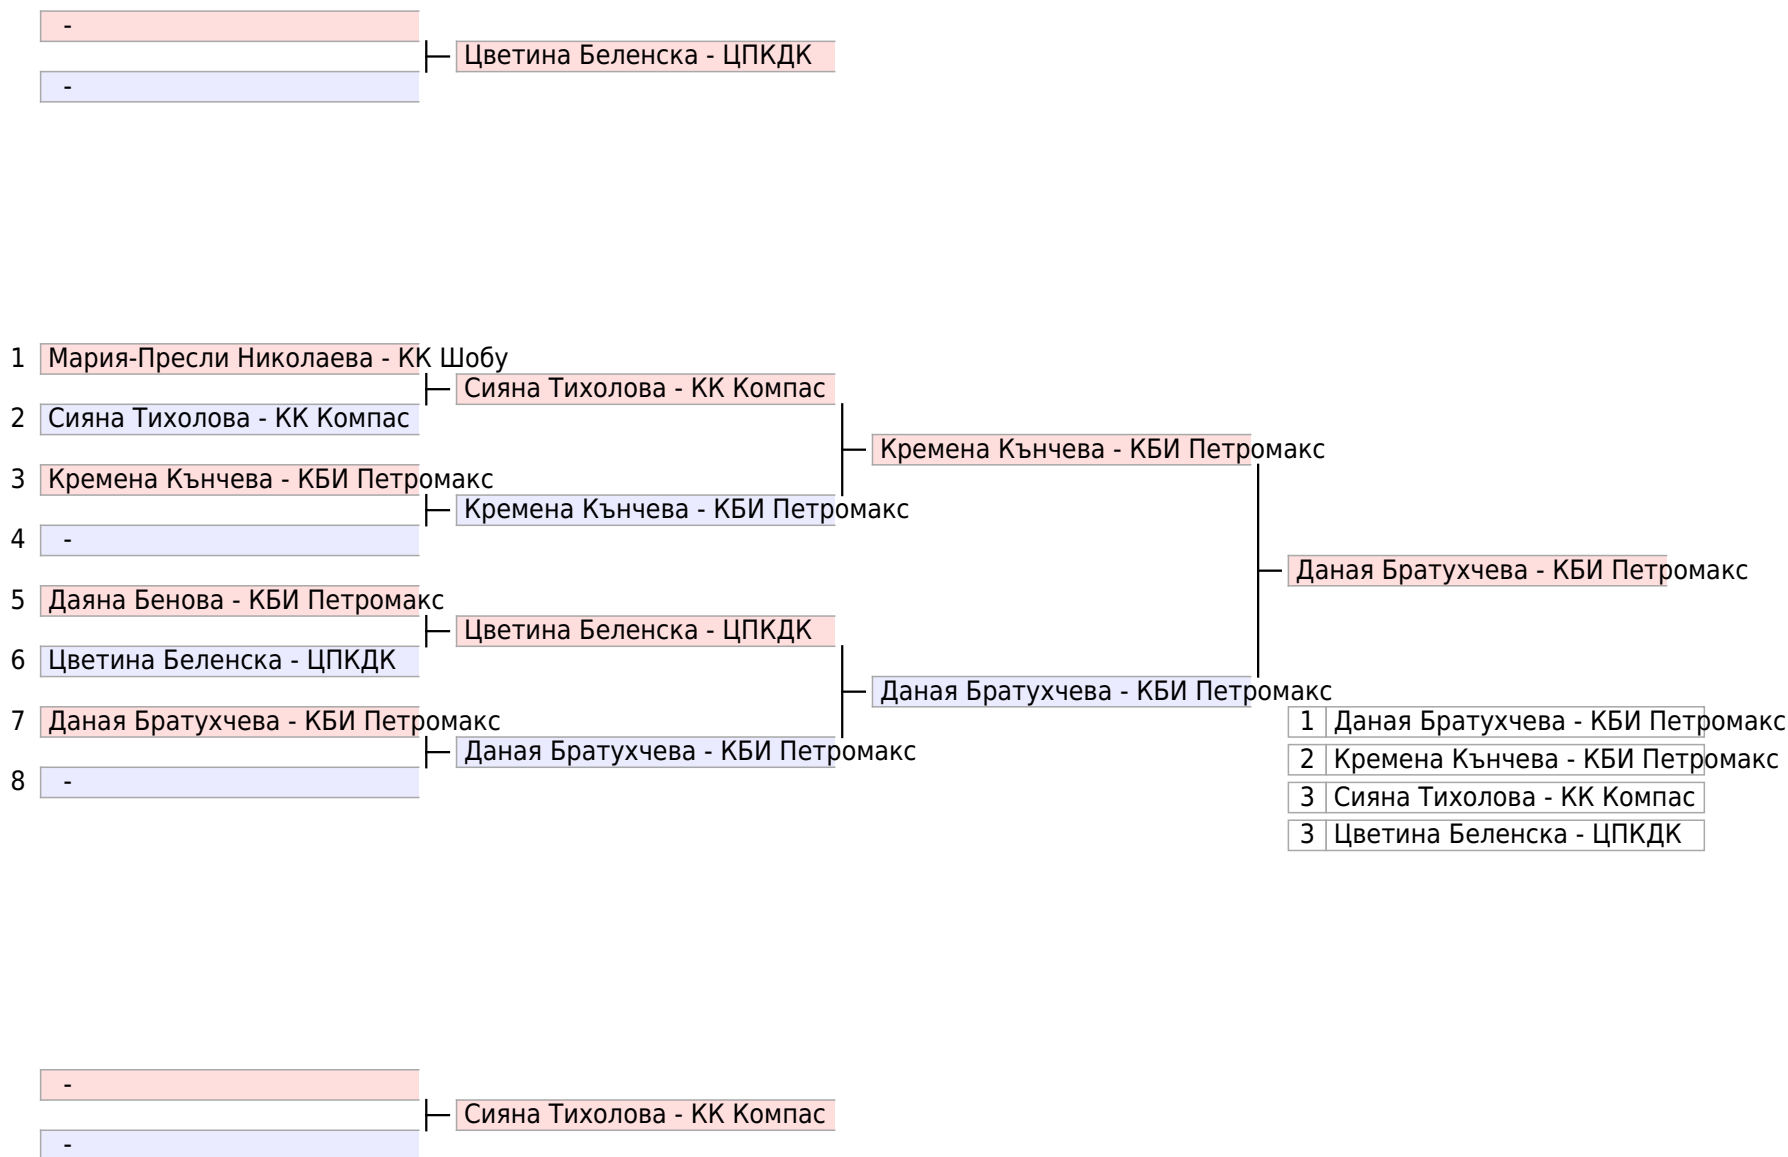 -
Цветина Беленска - ЦПКДК
-
1 Мария-Пресли Николаева - КК Шобу
Сияна Тихолова - КК Компас
2 Сияна Тихолова - КК Компас
Кремена Кънчева - КБИ Петромакс
3 Кремена Кънчева - КБИ Петромакс
Кремена Кънчева - КБИ Петромакс
4 -
Даная Братухчева - КБИ Петромакс
5 Даяна Бенова - КБИ Петромакс
Цветина Беленска - ЦПКДК
6 Цветина Беленска - ЦПКДК
Даная Братухчева - КБИ Петромакс
7 Даная Братухчева - КБИ Петромакс
Даная Братухчева - КБИ Петромакс
8 -
1 Даная Братухчева - КБИ Петромакс
2 Кремена Кънчева - КБИ Петромакс
3 Сияна Тихолова - КК Компас
3 Цветина Беленска - ЦПКДК
-
Сияна Тихолова - КК Компас
-